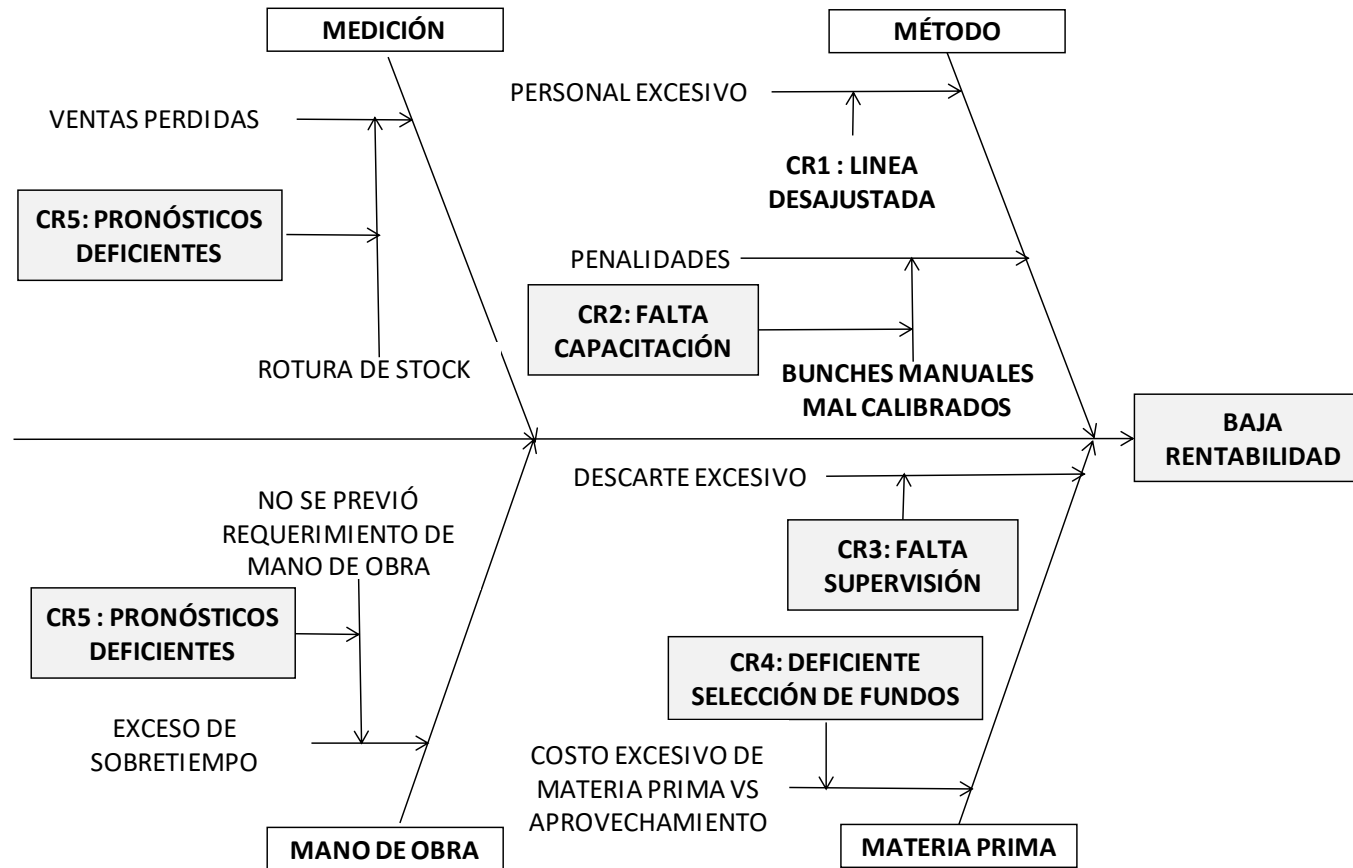 MEDICIÓN
MÉTODO
PERSONAL EXCESIVO
VENTAS PERDIDAS
CR1 : LINEA
DESAJUSTADA
CR5: PRONÓSTICOS
DEFICIENTES
PENALIDADES
CR2: FALTA
CAPACITACIÓN
ROTURA DE STOCK
BUNCHES MANUALES
MAL CALIBRADOS
BAJA
RENTABILIDAD
DESCARTE EXCESIVO
NO SE PREVIÓ
REQUERIMIENTO DE
MANO DE OBRA
CR3: FALTA
SUPERVISIÓN
CR5 : PRONÓSTICOS
DEFICIENTES
CR4: DEFICIENTE
SELECCIÓN DE FUNDOS
EXCESO DE
SOBRETIEMPO
COSTO EXCESIVO DE
MATERIA PRIMA VS
APROVECHAMIENTO
MANO DE OBRA
MATERIA PRIMA